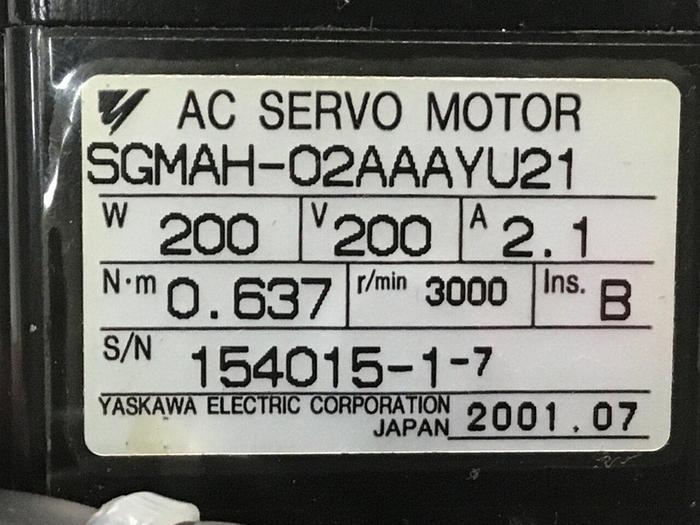 AC SERVO MOTOR
SGMAH-02AAAYU21
W 200 V 200 A 2.1
N·m 0.637 r/min 3000 Ins. B
S/N 154015-1-7
YASKAWA ELECTRIC CORPORATION
JAPAN 2001.07